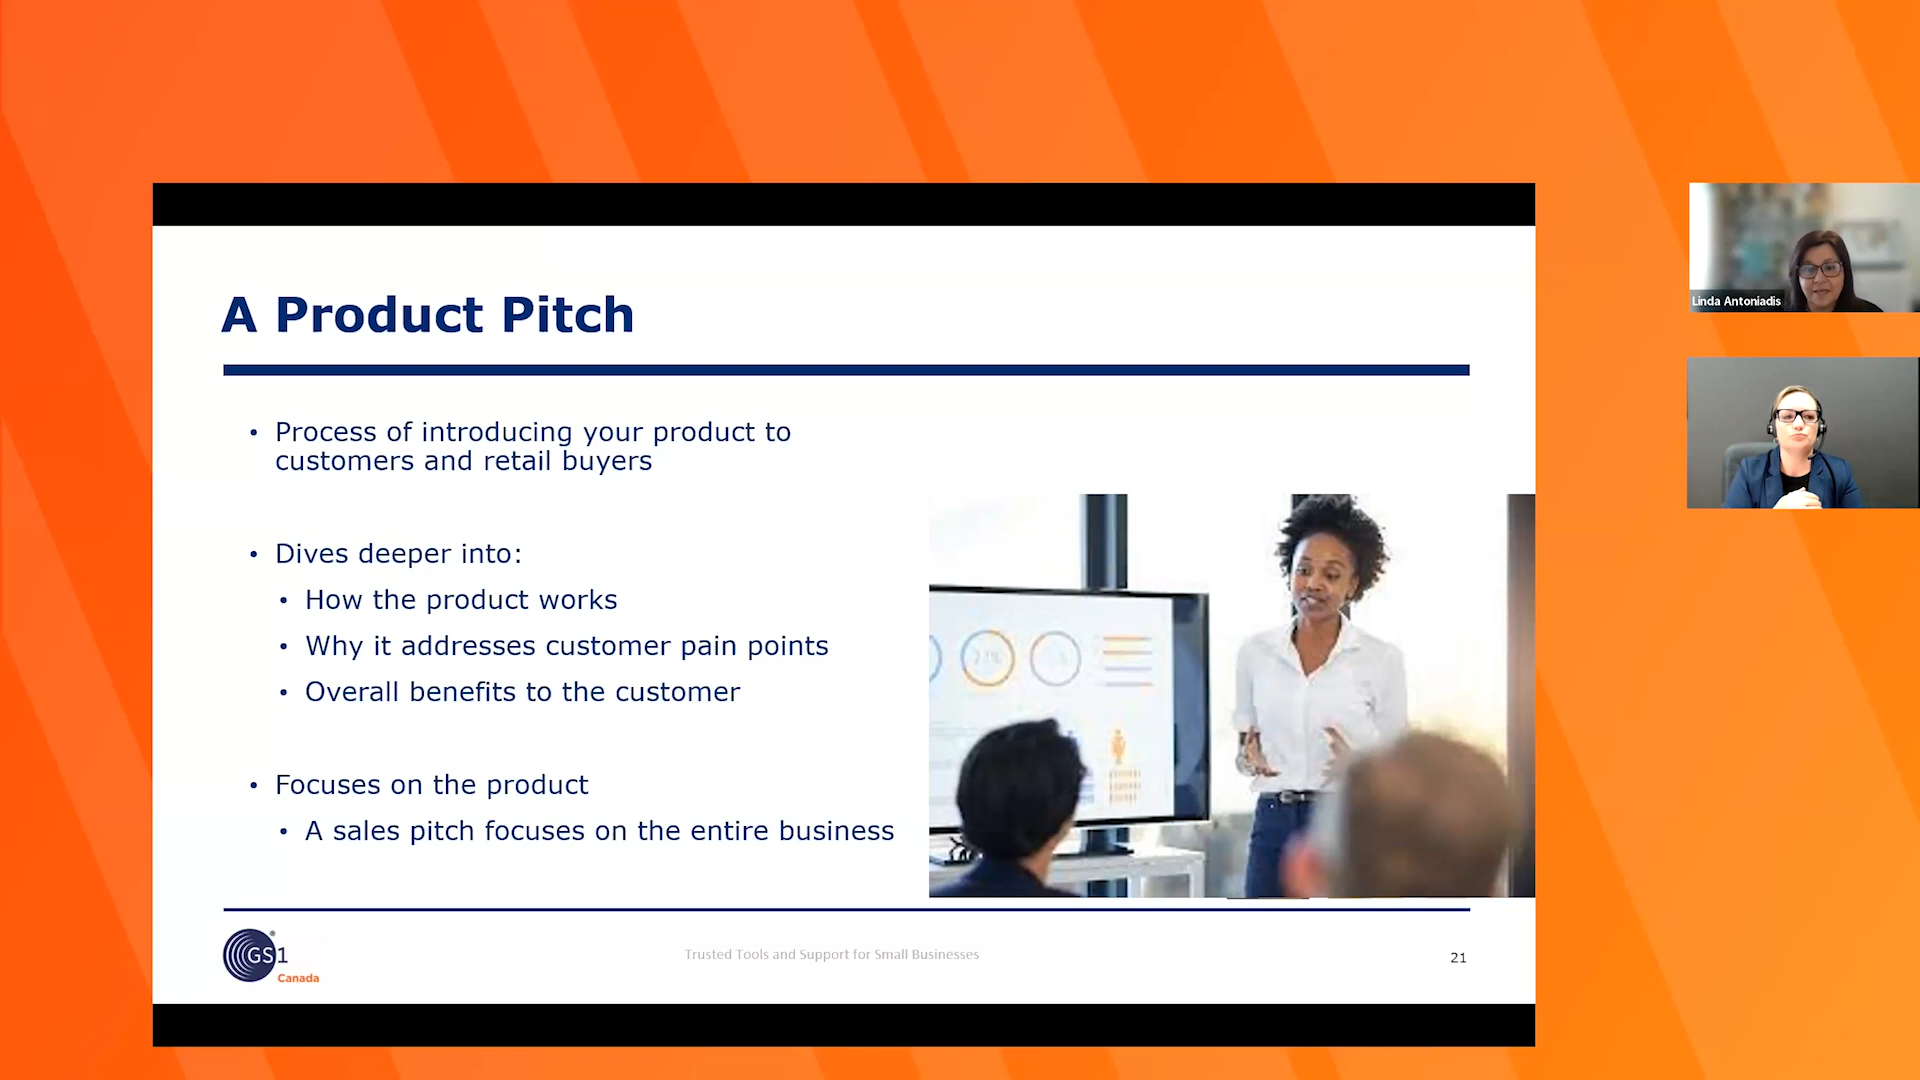 A Product Pitch
• Process of introducing your product to
customers and retail buyers
• Dives deeper into:
• How the product works
• Why it addresses customer pain points
• Overall benefits to the customer
• Focuses on the product
• A sales pitch focuses on the entire business
GS1
®
Canada
Trusted Tools and Support for Small Businesses
21
Linda Antoniadis